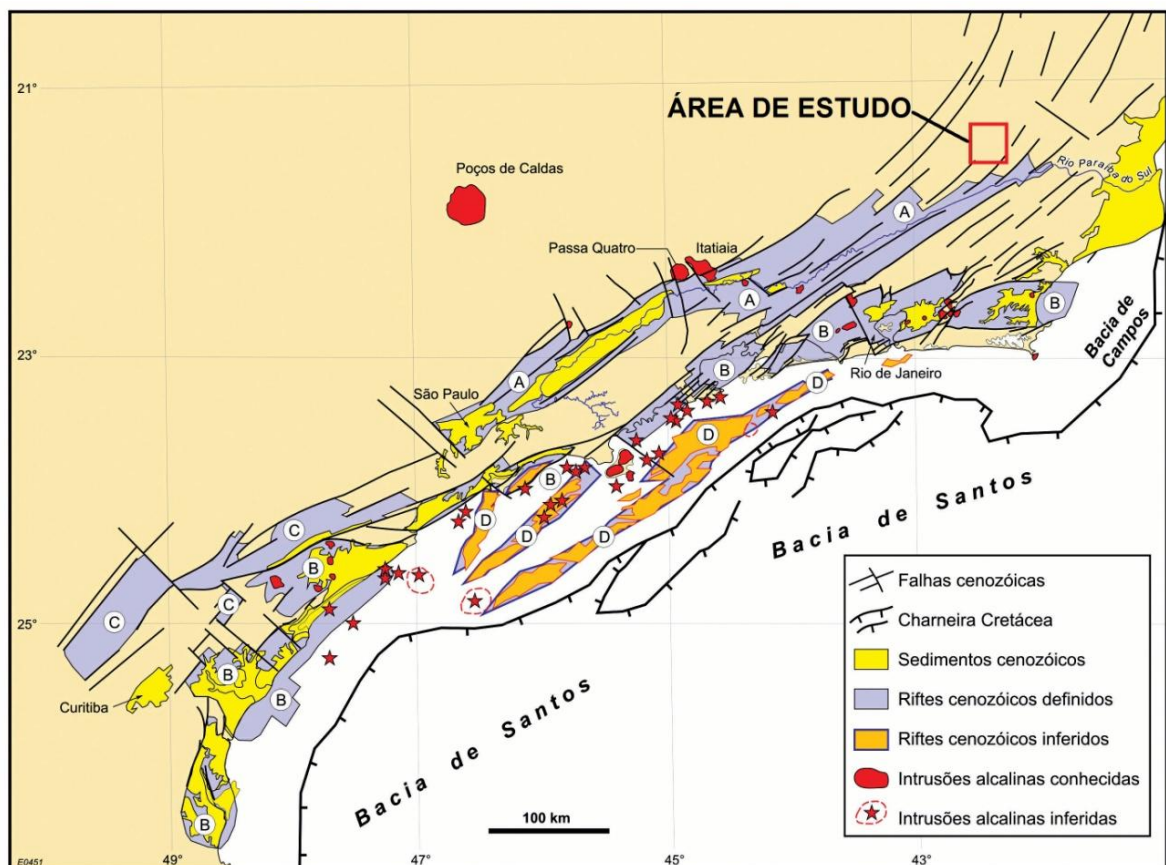 21°
ÁREA DE ESTUDO
Rio Paraíba do Sul
Poços de Caldas
A
Passa Quatro
Itatiaia
A
B
B
Bacia de
Campos
23°
A
B
Rio de Janeiro
São Paulo
D
D
B
D
D
D
Bacia de Santos
C
B
C
C
25°
B
B
Curitiba
Bacia de Santos
B
100 km
Falhas cenozóicas
Charneira Cretácea
Sedimentos cenozóicos
Riftes cenozóicos definidos
Riftes cenozóicos inferidos
Intrusões alcalinas conhecidas
Intrusões alcalinas inferidas
E0451
49°
47°
45°
43°